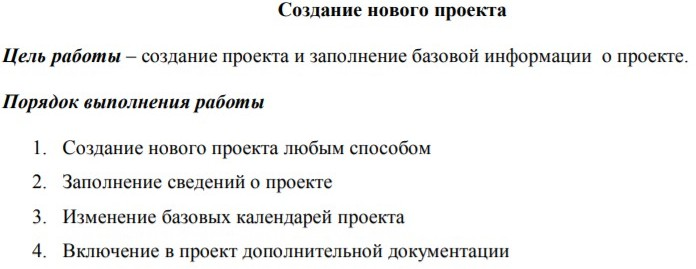 Создание нового проекта
Цель работы – создание проекта и заполнение базовой информации о проекте.
Порядок выполнения работы
1. Создание нового проекта любым способом
2. Заполнение сведений о проекте
3. Изменение базовых календарей проекта
4. Включение в проект дополнительной документации